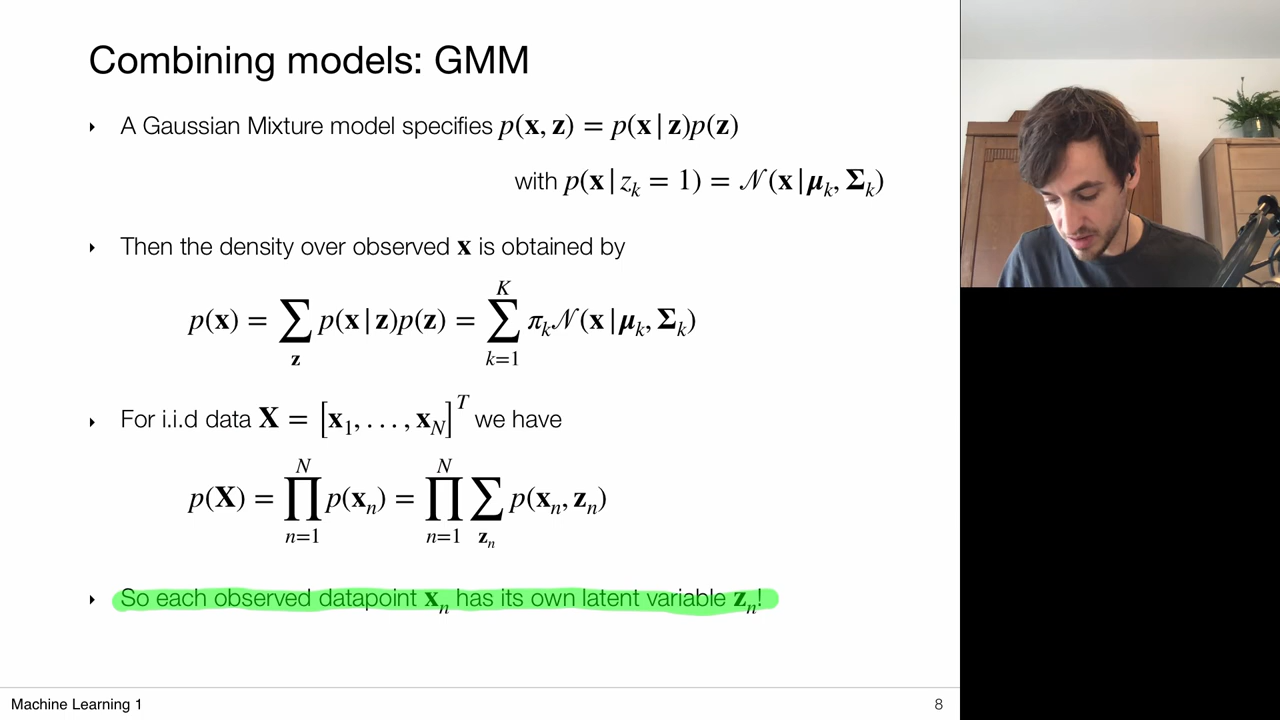 Combining models: GMM
‣ A Gaussian Mixture model specifies p(𝐱, 𝐳) = p(𝐱 | 𝐳)p(𝐳)
with p(𝐱 | z_k = 1) = 𝒩(𝐱 | 𝛍_k, 𝚺_k)
‣ Then the density over observed 𝐱 is obtained by
p(𝐱) = ∑_𝐳 p(𝐱 | 𝐳)p(𝐳) = ∑_{k=1}^{K} π_k 𝒩(𝐱 | 𝛍_k, 𝚺_k)
‣ For i.i.d data 𝐗 = [𝐱_1, . . . , 𝐱_N]^T we have
p(𝐗) = ∏_{n=1}^{N} p(𝐱_n) = ∏_{n=1}^{N} ∑_{𝐳_n} p(𝐱_n, 𝐳_n)
‣ So each observed datapoint 𝐱_n has its own latent variable 𝐳_n!
Machine Learning 1
8